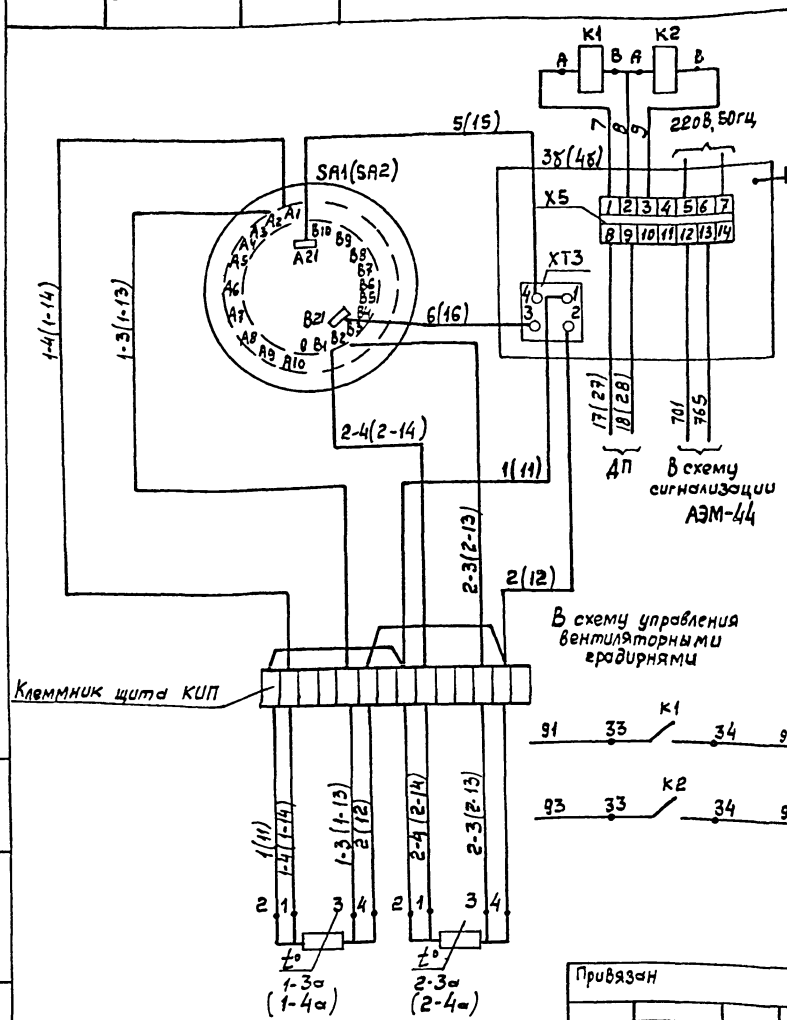 К1 К2
А В А В
7 8 9 220В, 50гц
5(15)
3б(4б)
SA1(SA2)
X5
1 2 3 4 5 6 7
8 9 10 11 12 13 14
А1 А2 А3 А4 А5 А6 А7 А8 А9 А10
0 В1 В2 В3 В4 В5 В6 В7 В8 В9 В10
А21
В21
ХТ3
4 1
3 2
6(16)
1-4(1-14)
1-3(1-13)
17(27)
18(28)
701
765
ДП
В схему
сигнализации
АЭМ-44
2-4(2-14)
1(11)
2-3(2-13)
2(12)
В схему управления
вентиляторными
градирнями
Клеммник щита КИП
91 33 К1 34
93 33 К2 34
1(11)
1-4(1-14)
1-3(1-13)
2(12)
2-4(2-14)
2-3(2-13)
2 1 3 4 2 1 3 4
t°
1-3а
(1-4а)
t°
2-3а
(2-4а)
Привязан